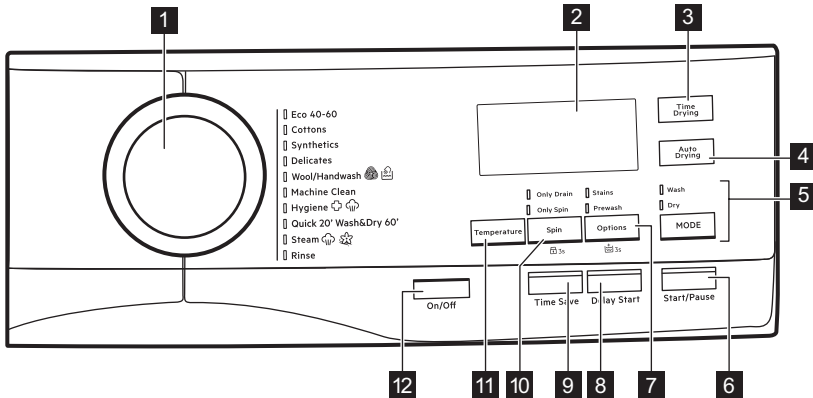 1
2
3
Time
Drying
Eco 40-60
Cottons
Synthetics
Delicates
Wool/Handwash
Machine Clean
Hygiene
Quick 20' Wash&Dry 60'
Steam
Rinse
Auto
Drying
4
5
Only Drain
Stains
Wash
Only Spin
Prewash
Dry
Temperature
Spin
Options
MODE
3s
3s
On/Off
Time Save
Delay Start
Start/Pause
12
11
10
9
8
7
6